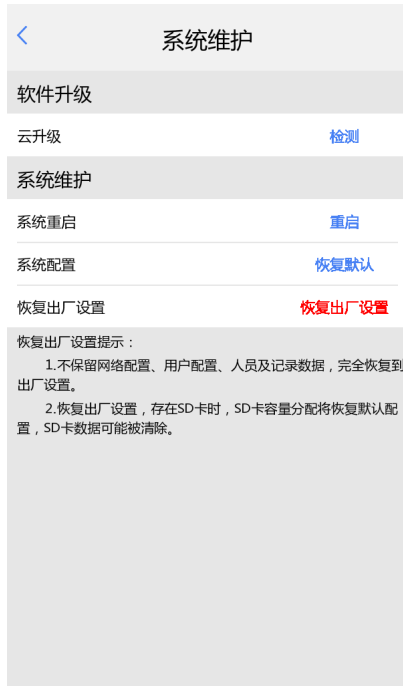 系统维护
软件升级
云升级 检测
系统维护
系统重启 重启
系统配置 恢复默认
恢复出厂设置 恢复出厂设置
恢复出厂设置提示：
1.不保留网络配置、用户配置、人员及记录数据，完全恢复到
出厂设置。
2.恢复出厂设置，存在SD卡时，SD卡容量分配将恢复默认配
置，SD卡数据可能被清除。